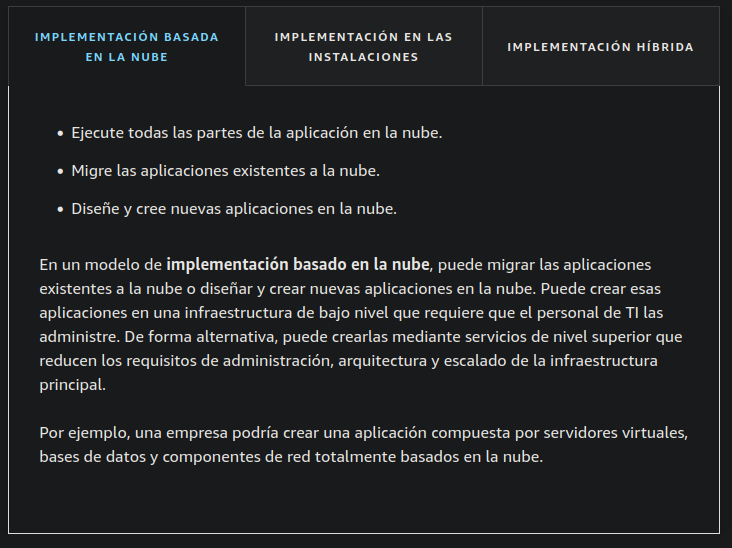 IMPLEMENTACIÓN BASADA
EN LA NUBE
IMPLEMENTACIÓN EN LAS
INSTALACIONES
IMPLEMENTACIÓN HÍBRIDA
• Ejecute todas las partes de la aplicación en la nube.
• Migre las aplicaciones existentes a la nube.
• Diseñe y cree nuevas aplicaciones en la nube.
En un modelo de implementación basado en la nube, puede migrar las aplicaciones
existentes a la nube o diseñar y crear nuevas aplicaciones en la nube. Puede crear esas
aplicaciones en una infraestructura de bajo nivel que requiere que el personal de TI las
administre. De forma alternativa, puede crearlas mediante servicios de nivel superior que
reducen los requisitos de administración, arquitectura y escalado de la infraestructura
principal.
Por ejemplo, una empresa podría crear una aplicación compuesta por servidores virtuales,
bases de datos y componentes de red totalmente basados en la nube.